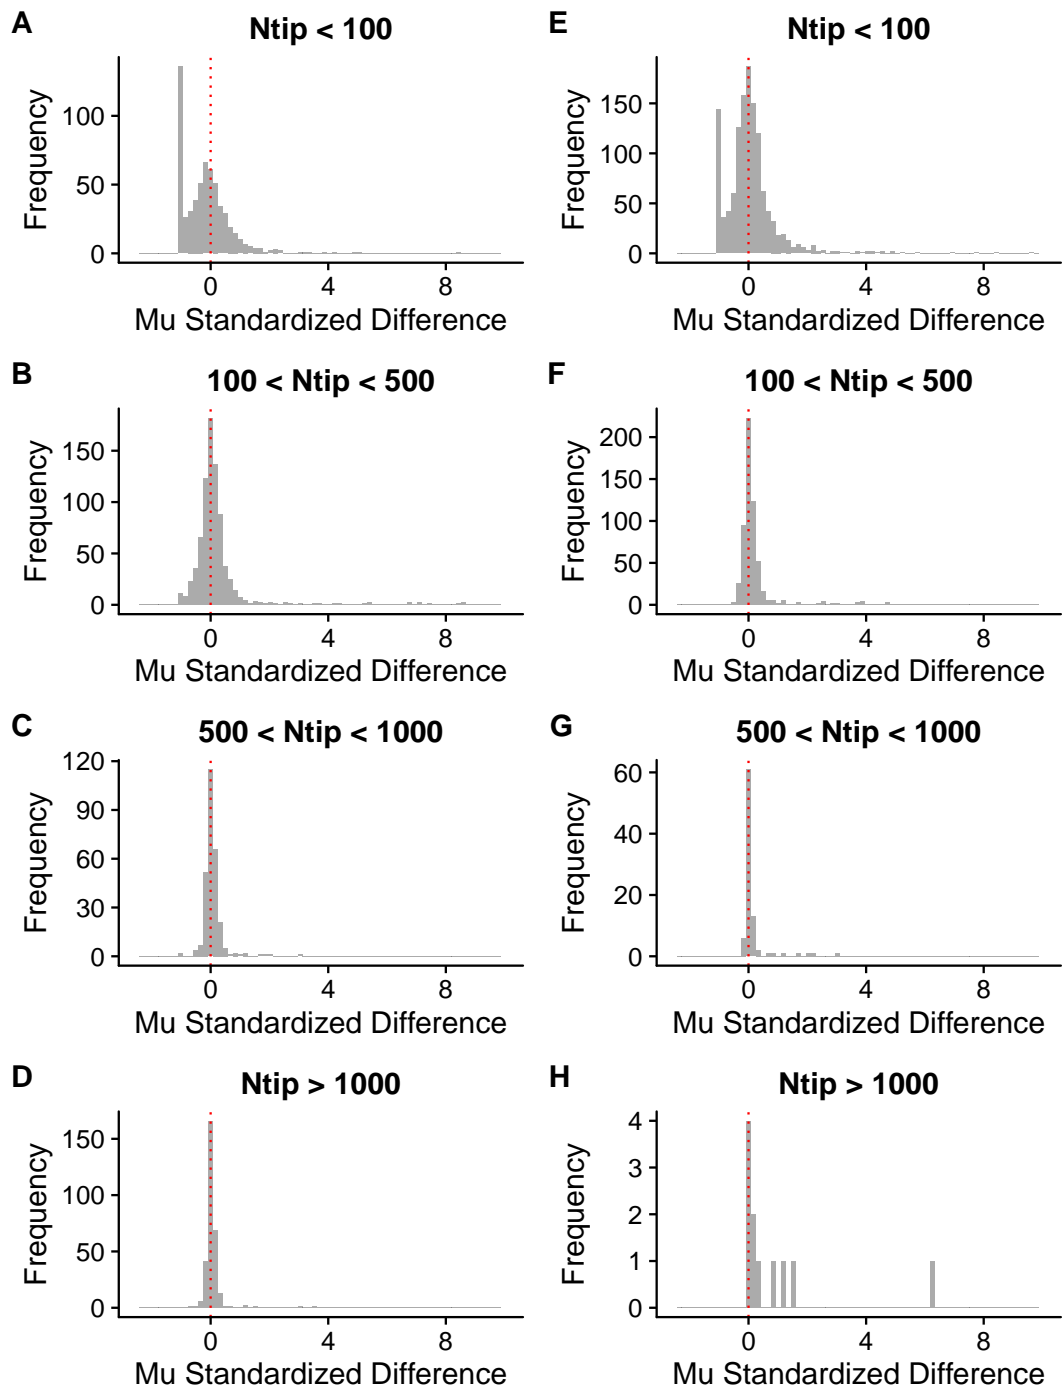 A
Ntip < 100
Frequency
100
50
0
0 4 8
Mu Standardized Difference
E
Ntip < 100
Frequency
150
100
50
0
0 4 8
Mu Standardized Difference
B
100 < Ntip < 500
Frequency
150
100
50
0
0 4 8
Mu Standardized Difference
F
100 < Ntip < 500
Frequency
200
150
100
50
0
0 4 8
Mu Standardized Difference
C
500 < Ntip < 1000
Frequency
120
90
60
30
0
0 4 8
Mu Standardized Difference
G
500 < Ntip < 1000
Frequency
60
40
20
0
0 4 8
Mu Standardized Difference
D
Ntip > 1000
Frequency
150
100
50
0
0 4 8
Mu Standardized Difference
H
Ntip > 1000
Frequency
4
3
2
1
0
0 4 8
Mu Standardized Difference